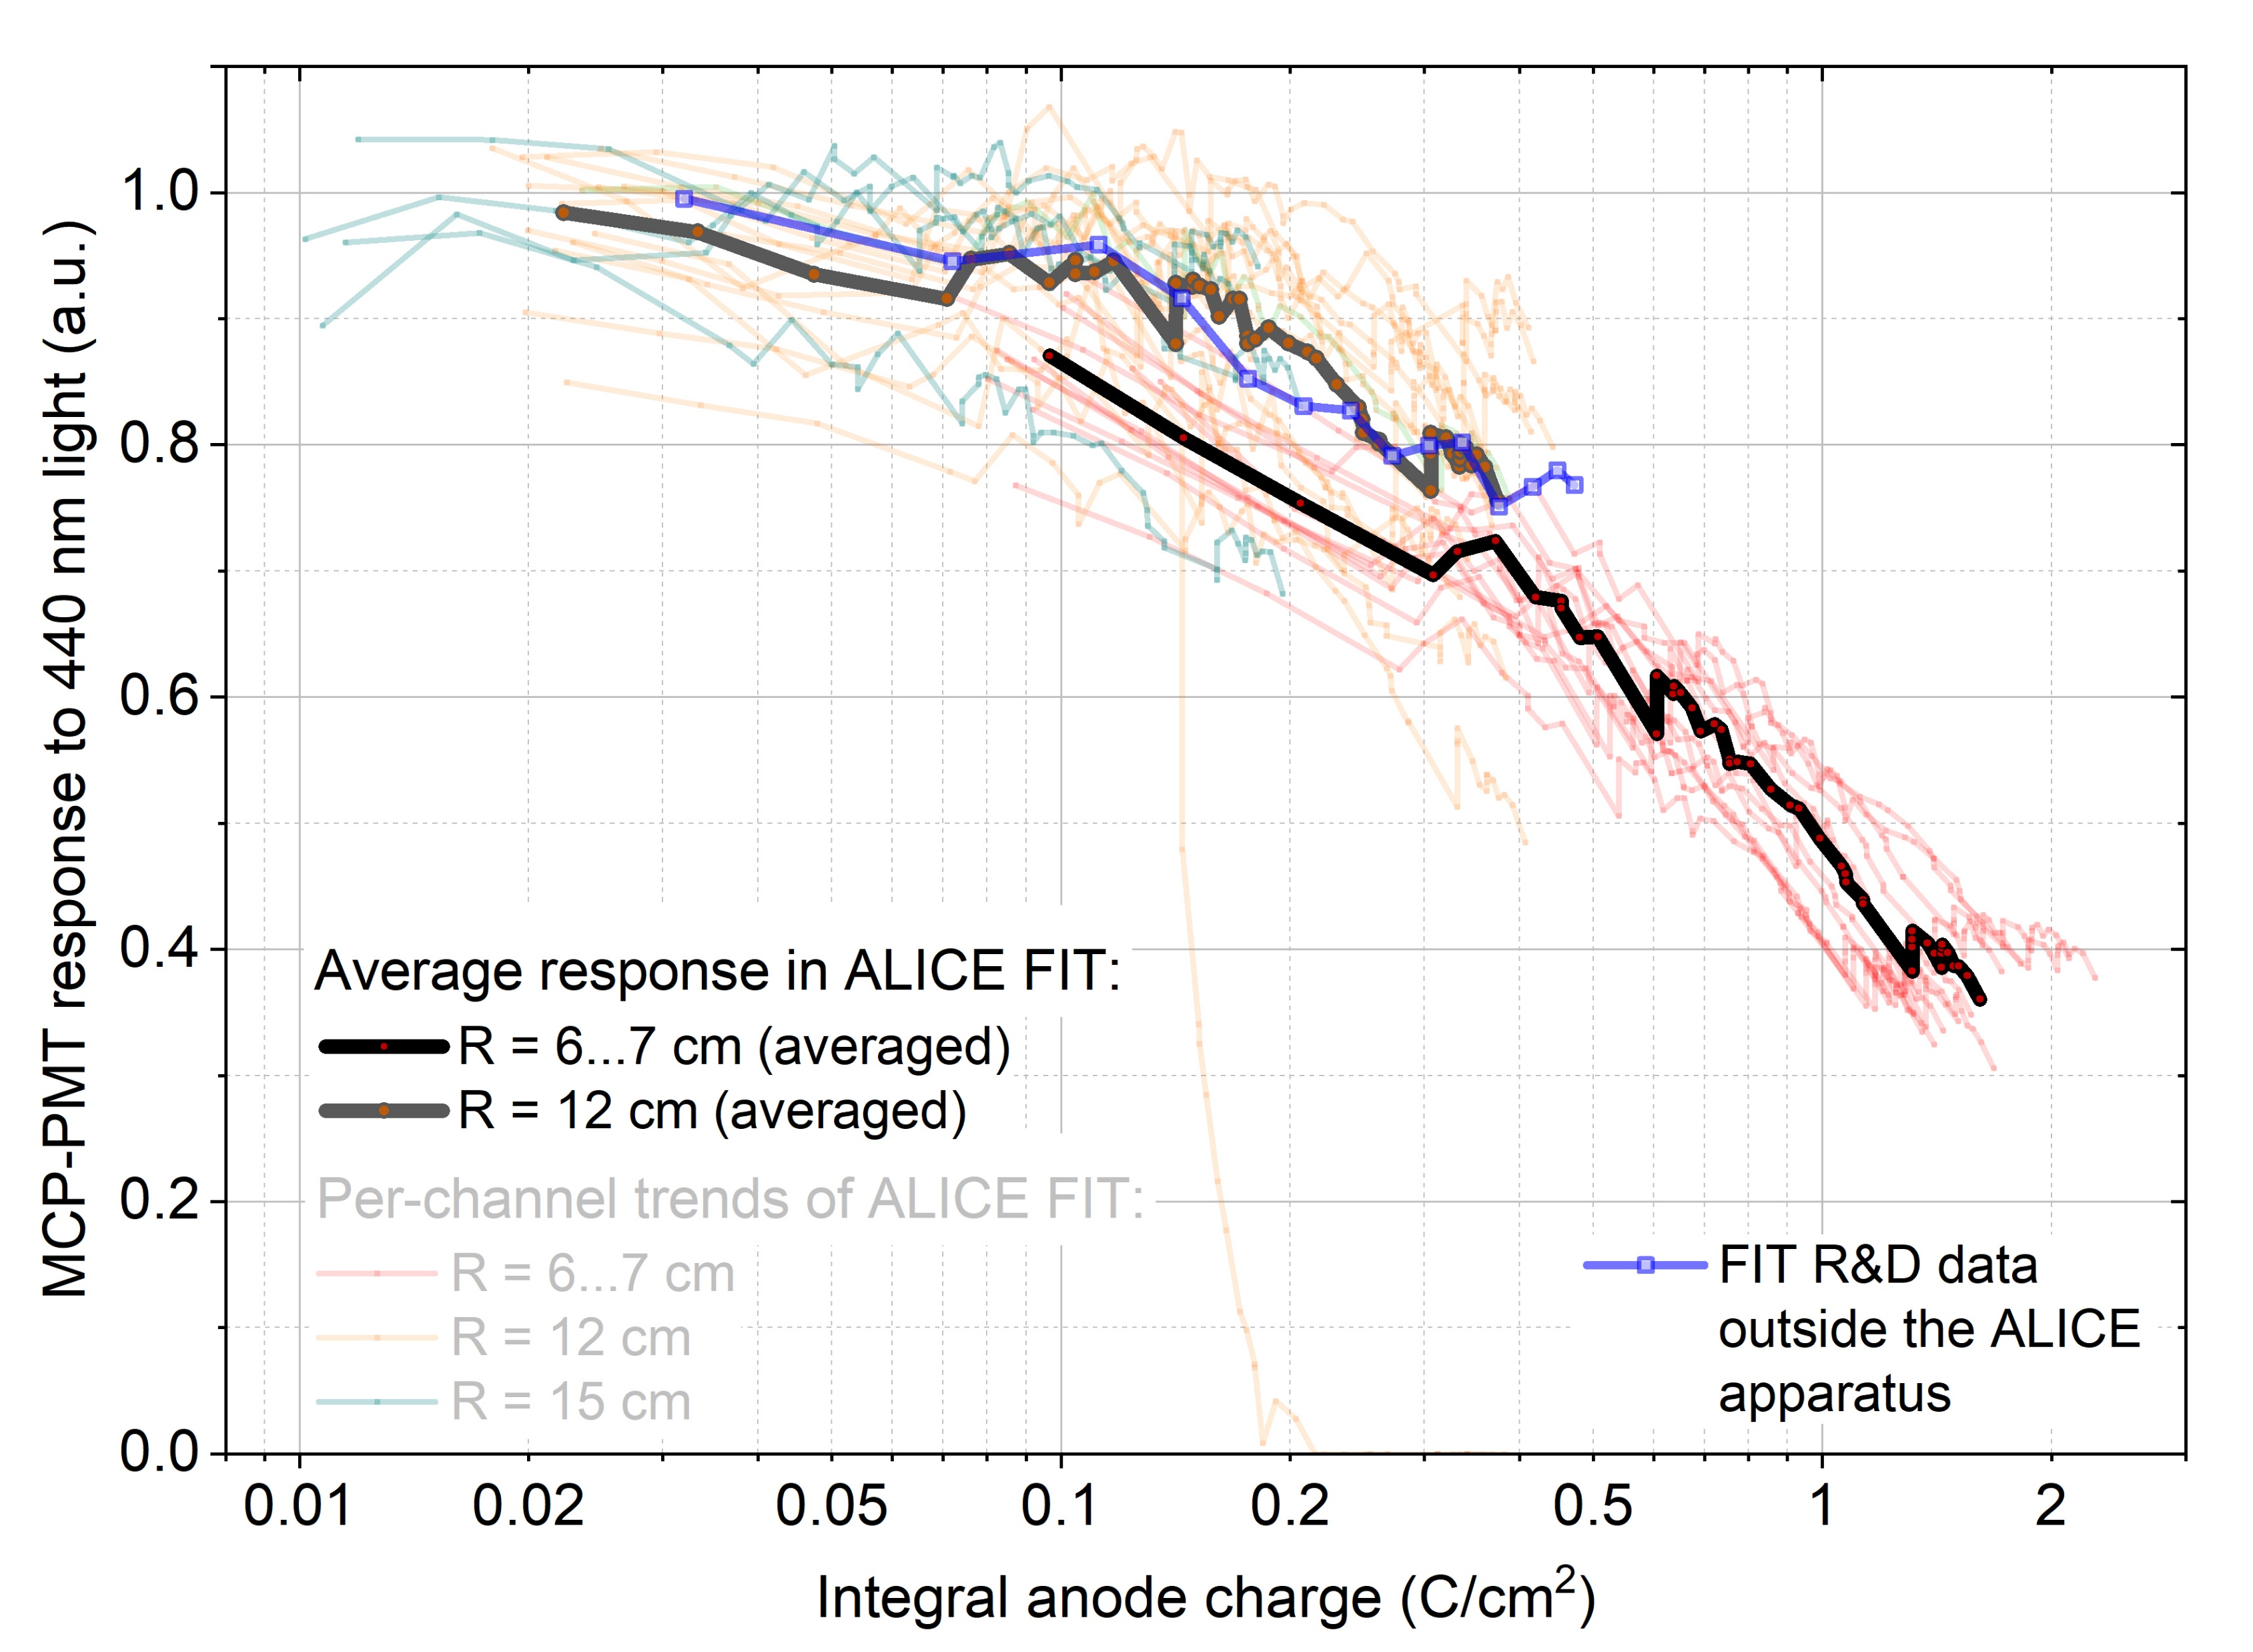 MCP-PMT response to 440 nm light (a.u.)
1.0
0.8
0.6
0.4
0.2
0.0
Average response in ALICE FIT:
R = 6...7 cm (averaged)
R = 12 cm (averaged)
Per-channel trends of ALICE FIT:
R = 6...7 cm
R = 12 cm
R = 15 cm
FIT R&D data
outside the ALICE
apparatus
0.01 0.02 0.05 0.1 0.2 0.5 1 2
Integral anode charge (C/cm²)